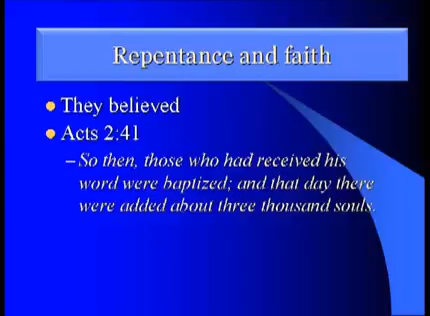 Repentance and faith
They believed
Acts 2:41
– So then, those who had received his
word were baptized; and that day there
were added about three thousand souls.